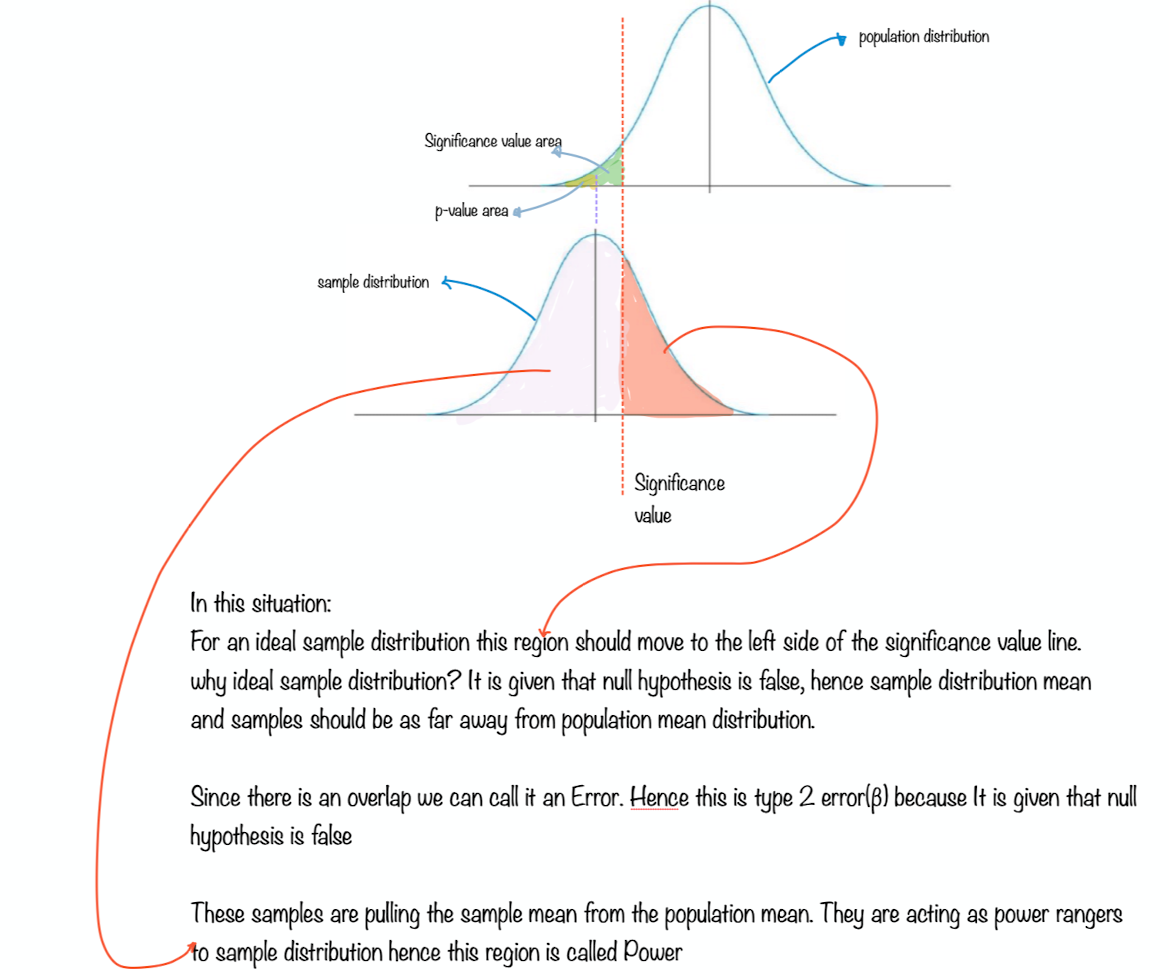 population distribution
Significance value area
p-value area
sample distribution
Significance
value
In this situation:
For an ideal sample distribution this region should move to the left side of the significance value line.
why ideal sample distribution? It is given that null hypothesis is false, hence sample distribution mean
and samples should be as far away from population mean distribution.
Since there is an overlap we can call it an Error. Hence this is type 2 error(β) because It is given that null
hypothesis is false
These samples are pulling the sample mean from the population mean. They are acting as power rangers
to sample distribution hence this region is called Power